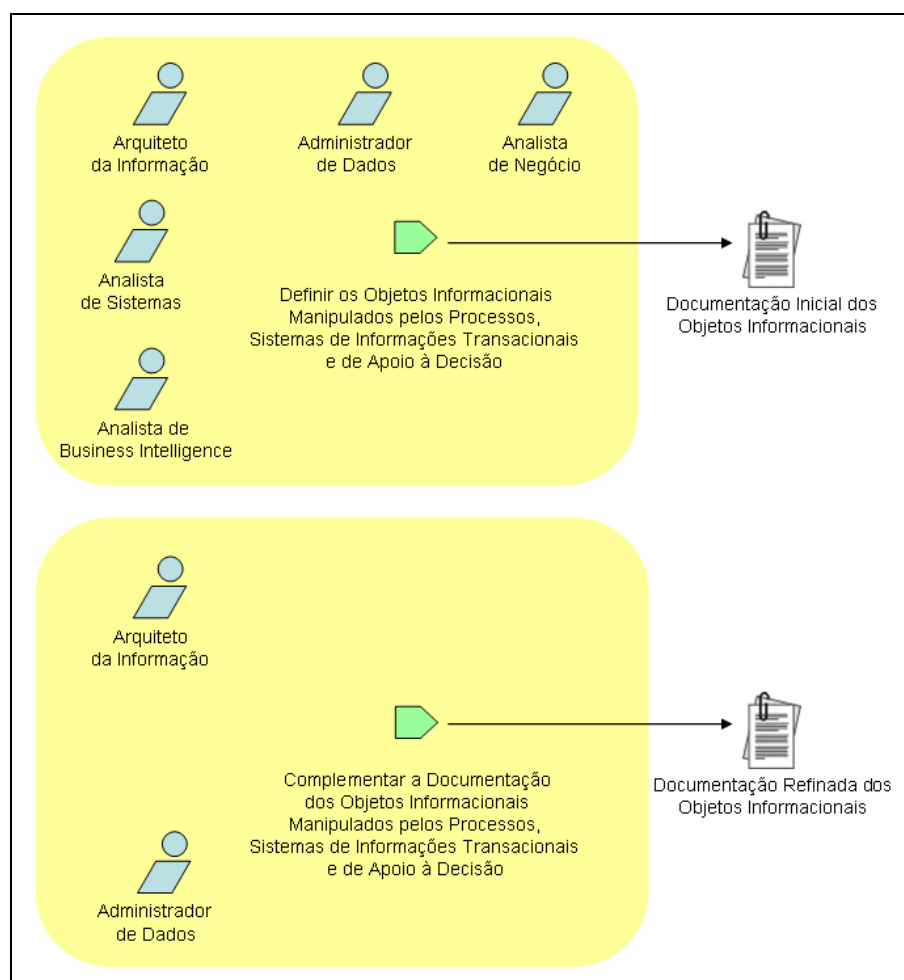 Arquiteto
da Informação
Administrador
de Dados
Analista
de Negócio
Analista
de Sistemas
Definir os Objetos Informacionais
Manipulados pelos Processos,
Sistemas de Informações Transacionais
e de Apoio à Decisão
Documentação Inicial dos
Objetos Informacionais
Analista de
Business Intelligence
Arquiteto
da Informação
Complementar a Documentação
dos Objetos Informacionais
Manipulados pelos Processos,
Sistemas de Informações Transacionais
e de Apoio à Decisão
Documentação Refinada dos
Objetos Informacionais
Administrador
de Dados